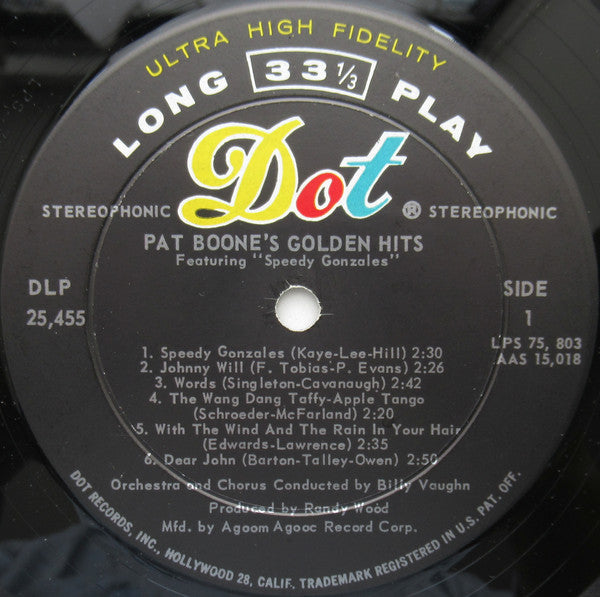 ULTRA HIGH FIDELITY
LONG 33 1/3 PLAY
Dot
STEREOPHONIC ® STEREOPHONIC
PAT BOONE'S GOLDEN HITS
Featuring "Speedy Gonzales"
DLP SIDE
25,455 1
LPS 75, 803
AAS 15,018
1. Speedy Gonzales (Kaye-Lee-Hill) 2:30
2. Johnny Will (F. Tobias-P. Evans) 2:26
3. Words (Singleton-Cavanaugh) 2:42
4. The Wang Dang Taffy-Apple Tango
(Schroeder-McFarland) 2:20
5. With The Wind And The Rain In Your Hair
(Edwards-Lawrence) 2:35
6. Dear John (Barton-Talley-Owen) 2:50
Orchestra and Chorus Conducted by Billy Vaughn
Produced by Randy Wood
Mfd. by Agoom Agooc Record Corp.
DOT RECORDS, INC., HOLLYWOOD 28, CALIF. TRADEMARK REGISTERED IN U.S. PAT. OFF.